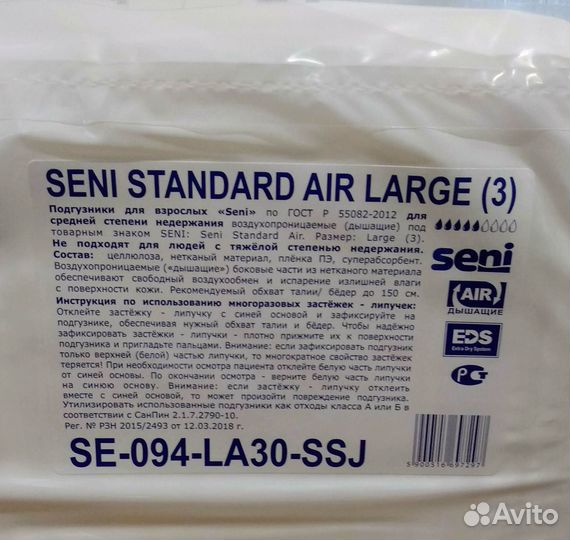 SENI STANDARD AIR LARGE (3)
Подгузники для взрослых «Seni» по ГОСТ Р 55082-2012 для
средней степени недержания воздухопроницаемые (дышащие) под
товарным знаком SENI: Seni Standard Air. Размер: Large (3).
Не подходят для людей с тяжёлой степенью недержания.
Состав: целлюлоза, нетканый материал, плёнка ПЭ, суперабсорбент.
Воздухопроницаемые («дышащие») боковые части из нетканого материала
обеспечивают свободный воздухообмен и испарение излишней влаги
с поверхности кожи. Рекомендуемый обхват талии/ бёдер до 150 см.
Инструкция по использованию многоразовых застёжек - липучек:
Отклейте застёжку - липучку с синей основой и зафиксируйте на
подгузнике, обеспечивая нужный обхват талии и бёдер. Чтобы надёжно
зафиксировать застёжки - липучки - плотно прижмите их к поверхности
подгузника и пригладьте пальцами. Внимание: если зафиксировать подгузник
только верхней (белой) частью липучки, то многократное свойство застёжек
теряется! При необходимости осмотра пациента отклейте белую часть липучки
от синей основы. По окончании осмотра - верните белую часть липучки
на синюю основу. Внимание: если застёжку - липучку отклеить
вместе с синей основой, то может произойти повреждение подгузника.
Утилизировать использованные подгузники как отходы класса А или Б в
соответствии с СанПин 2.1.7.2790-10.
Рег. № РЗН 2015/2493 от 12.03.2018 г.
SE-094-LA30-SSJ
seni
AIR
ДЫШАЩИЕ
EDS
Extra Dry System
5 900516 697297
Avito